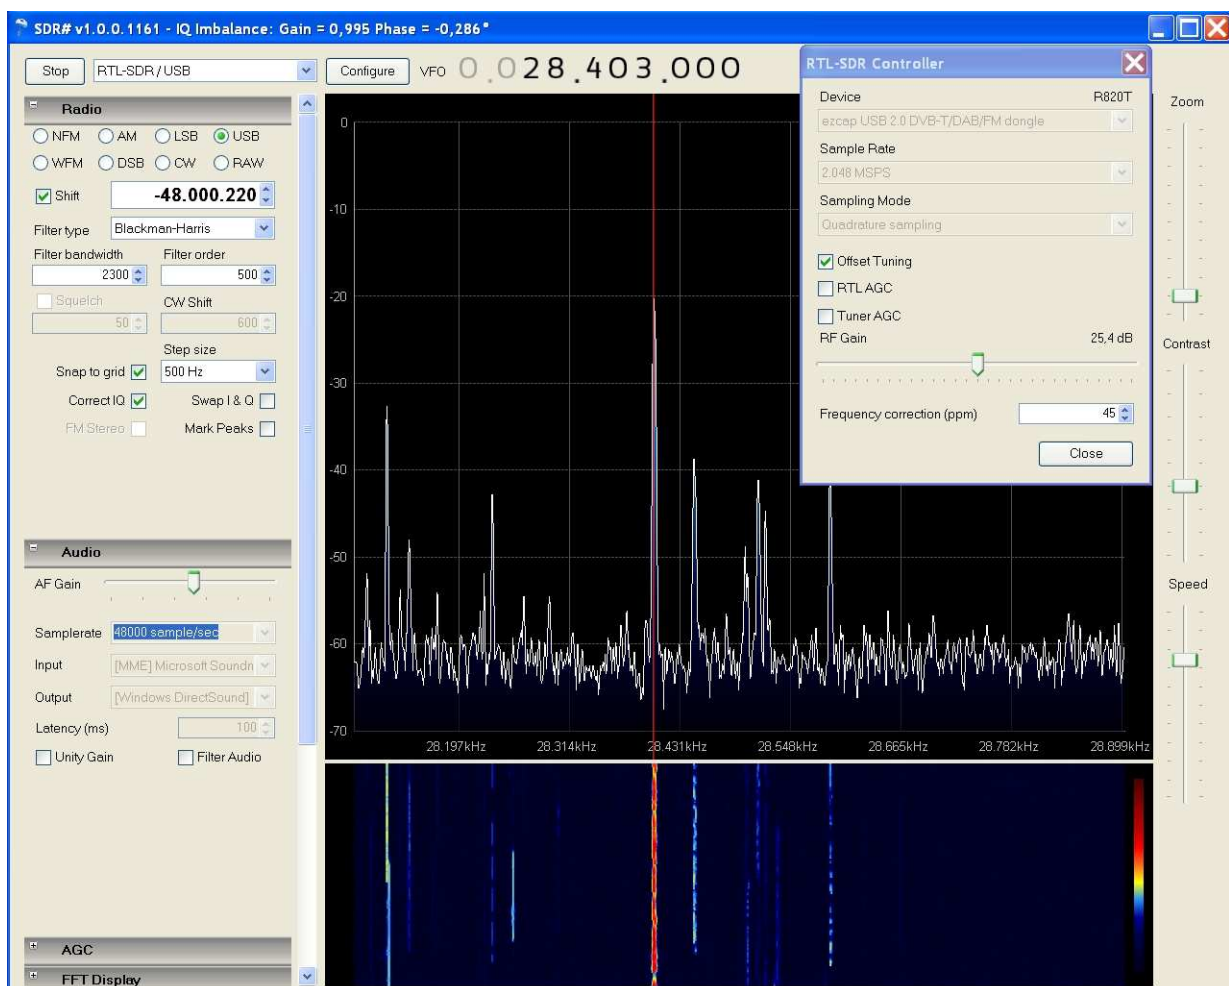 SDR# v1.0.0.1161 - IQ Imbalance: Gain = 0,995 Phase = -0,286°
Stop RTL-SDR / USB Configure VFO 0.028.403.000
Radio
NFM AM LSB USB
WFM DSB CW RAW
Shift -48.000.220
Filter type Blackman-Harris
Filter bandwidth Filter order
2300 500
Squelch CW Shift
50 600
Step size
Snap to grid 500 Hz
Correct IQ Swap I & Q
FM Stereo Mark Peaks
Audio
AF Gain
Samplerate 48000 sample/sec
Input [MME] Microsoft Soundn
Output [Windows DirectSound]
Latency (ms) 100
Unity Gain Filter Audio
AGC
FFT Display
0
-10
-20
-30
-40
-50
-60
-70
28.197kHz 28.314kHz 28.431kHz 28.548kHz 28.665kHz 28.782kHz 28.899kHz
RTL-SDR Controller
Device R820T
ezcap USB 2.0 DVB-T/DAB/FM dongle
Sample Rate
2.048 MSPS
Sampling Mode
Quadrature sampling
Offset Tuning
RTL AGC
Tuner AGC
RF Gain 25,4 dB
Frequency correction (ppm) 45
Close
Zoom
Contrast
Speed